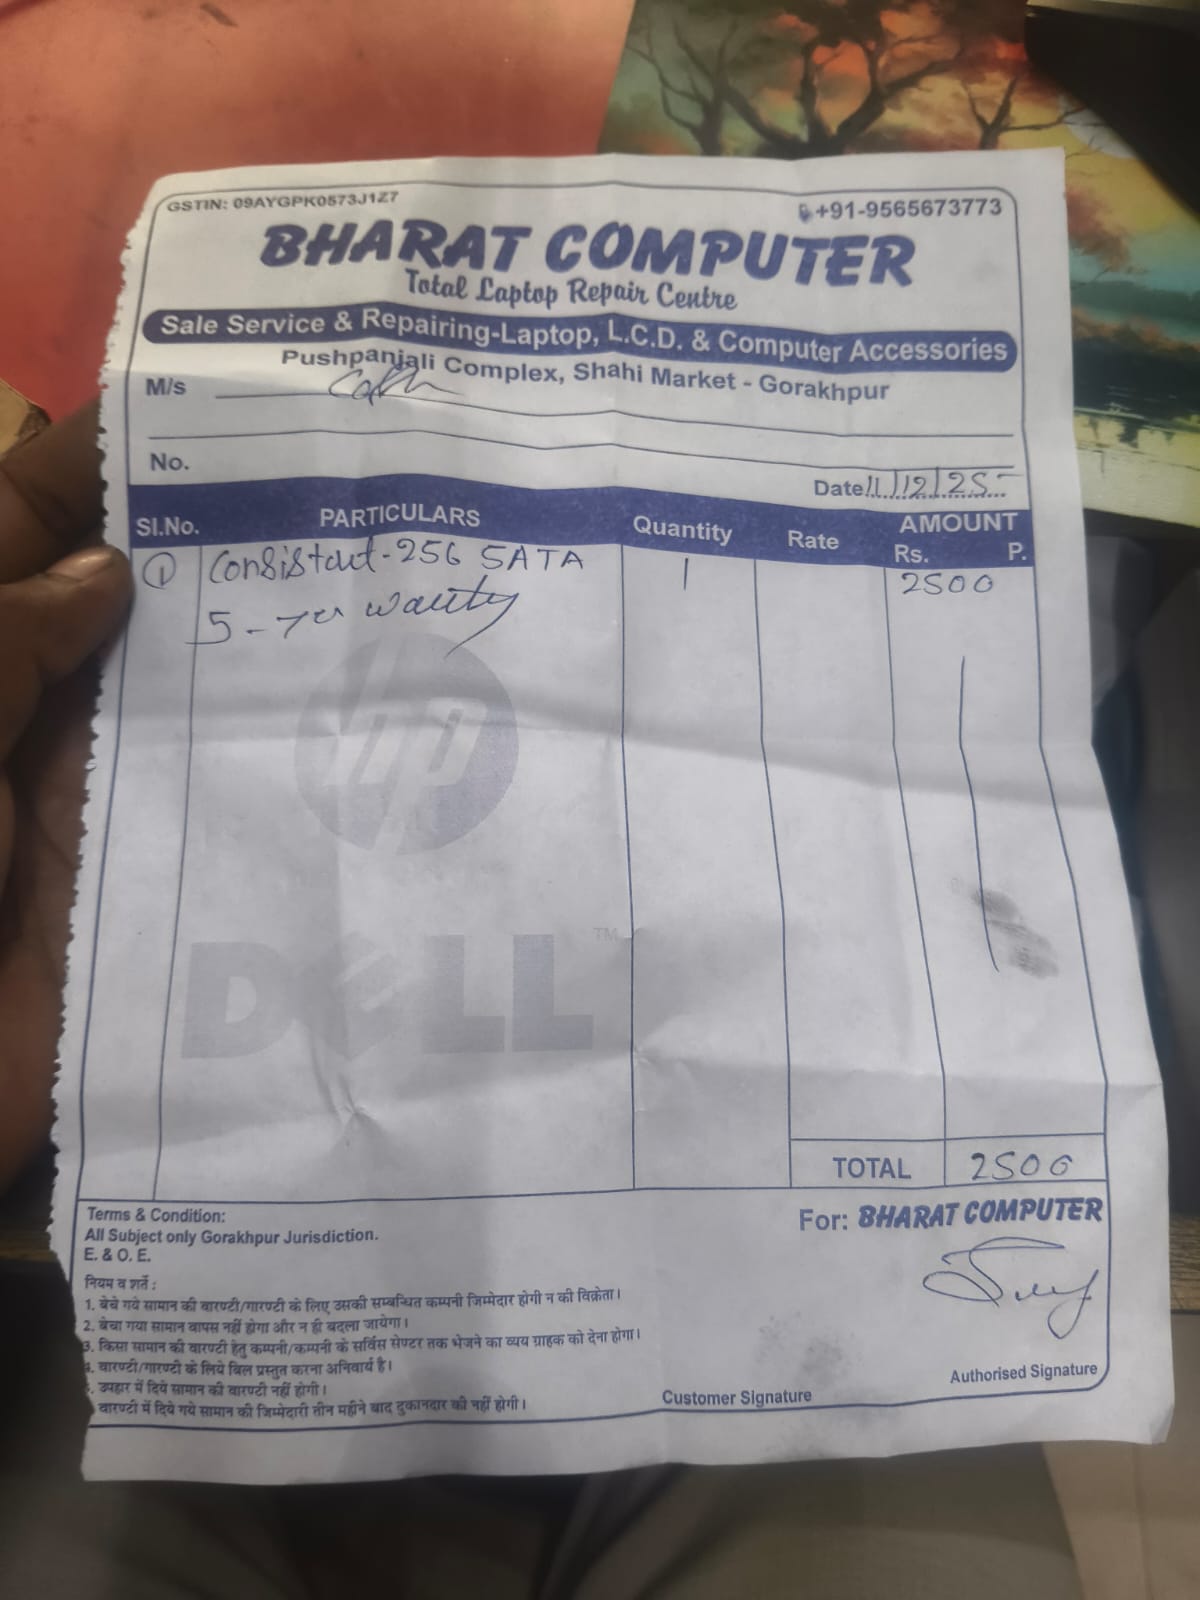 GSTIN: 09AYGPK0573J1Z7
+91-9565673773
BHARAT COMPUTER
Total Laptop Repair Centre
Sale Service & Repairing-Laptop, L.C.D. & Computer Accessories
Pushpanjali Complex, Shahi Market - Gorakhpur
M/s
No.
Date 11/12/25
Sl.No. PARTICULARS Quantity Rate AMOUNT
Rs. P.
① Consistant-256 SATA 1 2500
5 -
hp
DELL™
TOTAL 2500
Terms & Condition:
All Subject only Gorakhpur Jurisdiction.
E. & O. E.
For: BHARAT COMPUTER
नियम व शर्ते :
1. बेचे गये सामान की वारण्टी/गारण्टी के लिए उसकी सम्बन्धित कम्पनी जिम्मेदार होगी न की विक्रेता।
2. बेचा गया सामान वापस नहीं होगा और न ही बदला जायेगा।
3. किसा सामान की वारण्टी हेतु कम्पनी/कम्पनी के सर्विस सेण्टर तक भेजने का व्यय ग्राहक को देना होगा।
. वारण्टी/गारण्टी के लिये बिल प्रस्तुत करना अनिवार्य है।
. उपहार में दिये सामान की वारण्टी नहीं होगी।
वारण्टी में दिये गये सामान की जिम्मेदारी तीन महीने बाद दुकानदार की नहीं होगी।
Customer Signature
Authorised Signature